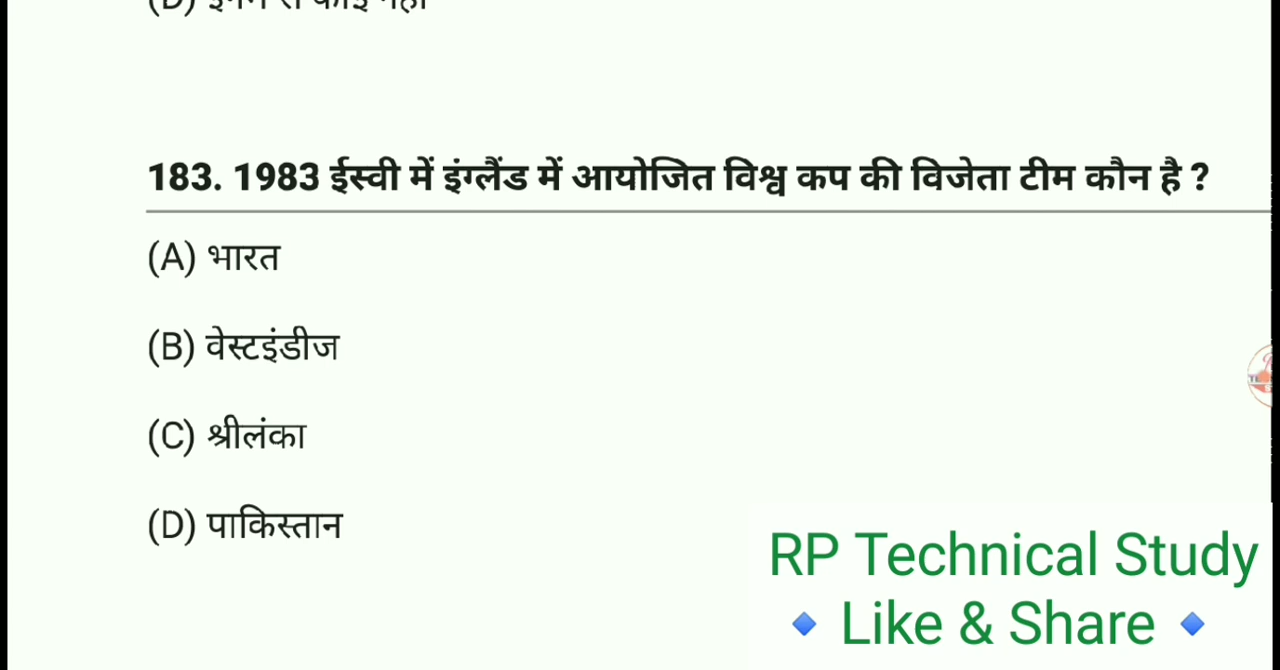 183. 1983 ईस्वी में इंग्लैंड में आयोजित विश्व कप की विजेता टीम कौन है ?
(A) भारत
(B) वेस्टइंडीज
(C) श्रीलंका
(D) पाकिस्तान
RP Technical Study
🔹 Like & Share 🔹